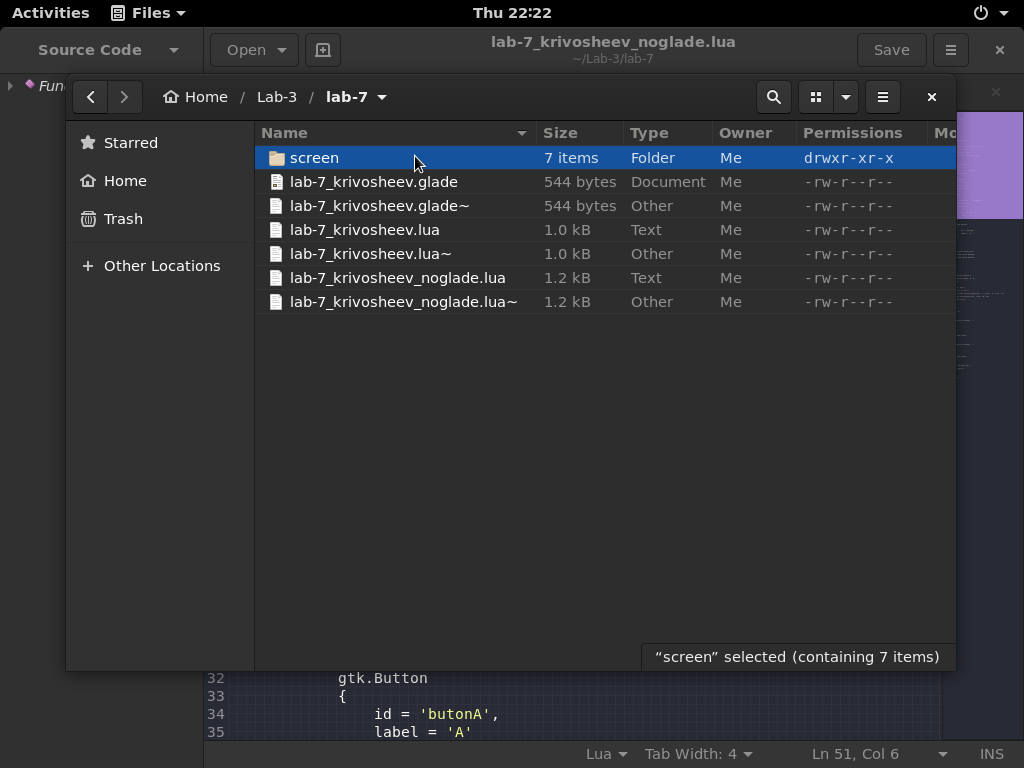 Activities Files Thu 22:22
Source Code Open lab-7_krivosheev_noglade.lua Save
~/Lab-3/lab-7
Func
Home / Lab-3 / lab-7
Name Size Type Owner Permissions Mo
Starred
Home
Trash
+ Other Locations
screen 7 items Folder Me drwxr-xr-x
lab-7_krivosheev.glade 544 bytes Document Me -rw-r--r--
lab-7_krivosheev.glade~ 544 bytes Other Me -rw-r--r--
lab-7_krivosheev.lua 1.0 kB Text Me -rw-r--r--
lab-7_krivosheev.lua~ 1.0 kB Other Me -rw-r--r--
lab-7_krivosheev_noglade.lua 1.2 kB Text Me -rw-r--r--
lab-7_krivosheev_noglade.lua~ 1.2 kB Other Me -rw-r--r--
“screen” selected (containing 7 items)
32 gtk.Button
33 {
34 id = 'butonA',
35 label = 'A'
Lua Tab Width: 4 Ln 51, Col 6 INS